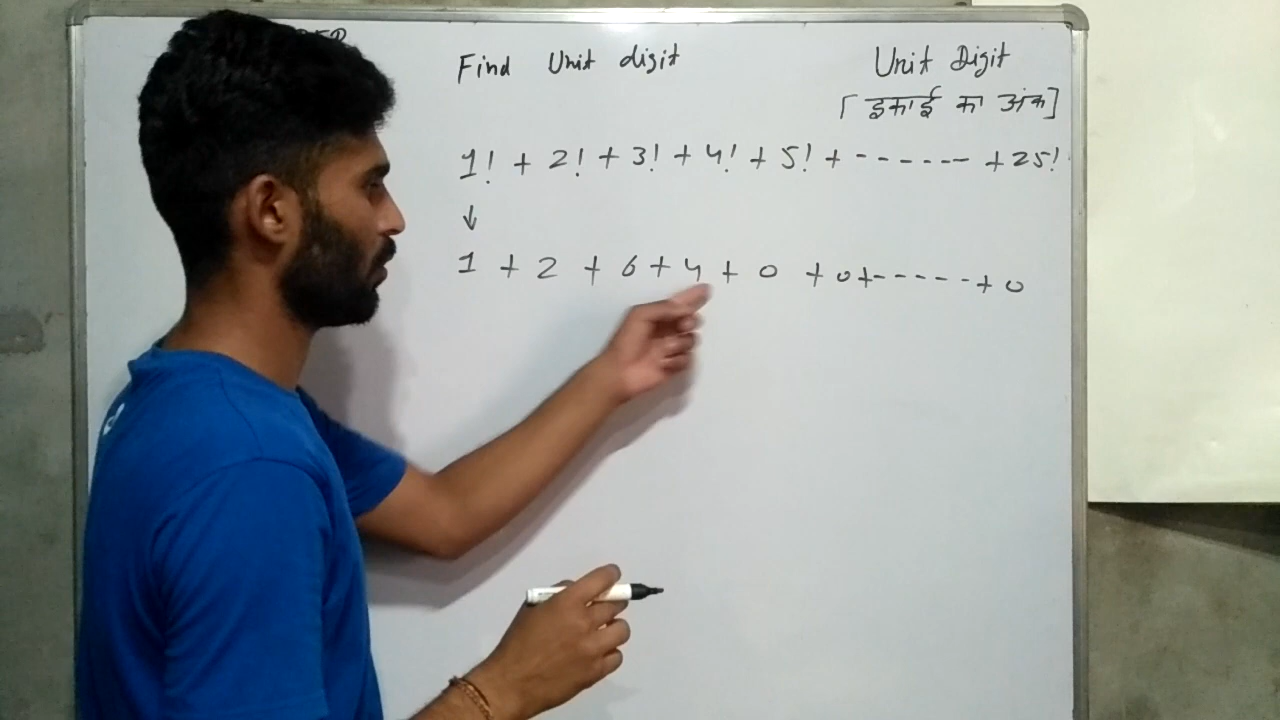 Find Unit digit
Unit Digit
[इकाई का अंक]
1! + 2! + 3! + 4! + 5! + ------ + 25!
↓
1 + 2 + 6 + 4 + 0 + 0 + ----- + 0